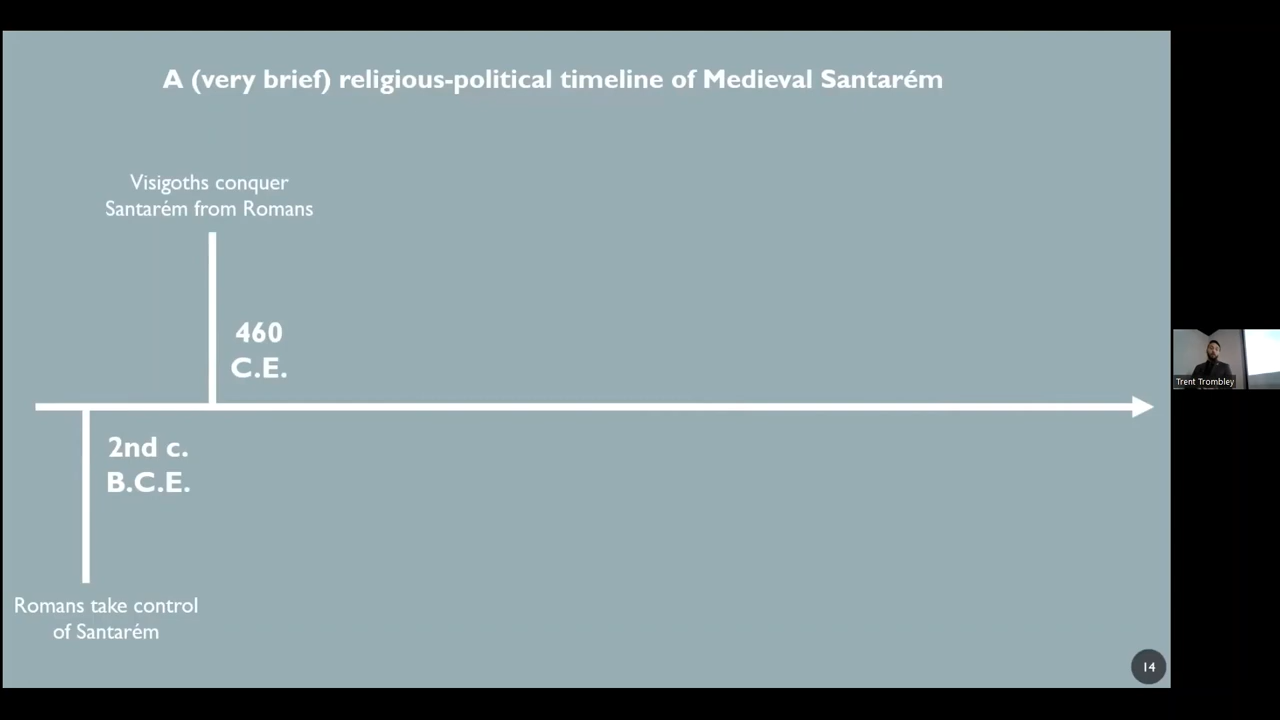 A (very brief) religious-political timeline of Medieval Santarém
Visigoths conquer
Santarém from Romans
460
C.E.
2nd c.
B.C.E.
Romans take control
of Santarém
Trent Trombley
14